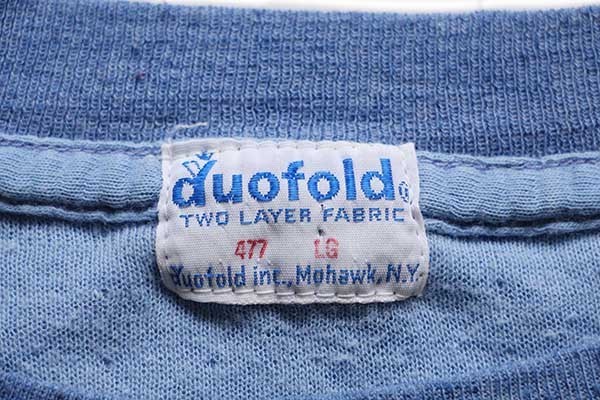 duofold®
TWO LAYER FABRIC
477 LG
duofold inc., Mohawk, N.Y.